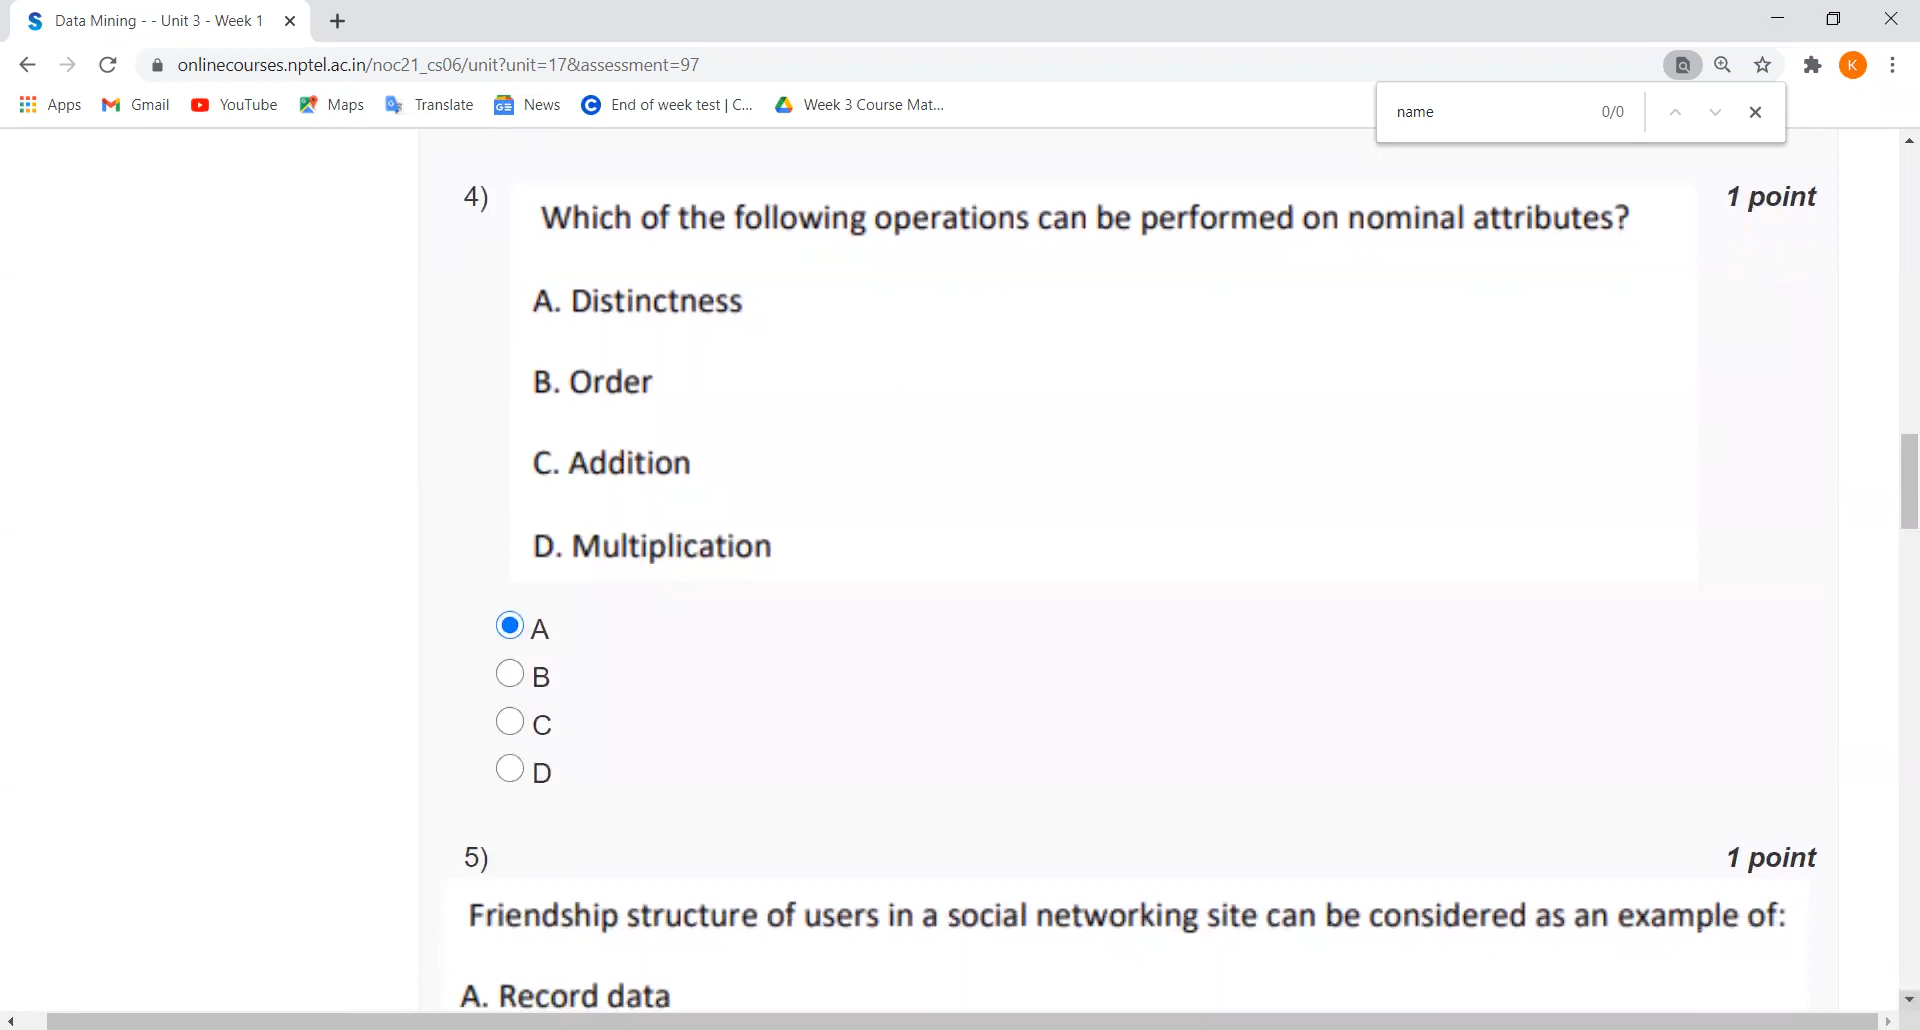 Data Mining - - Unit 3 - Week 1
onlinecourses.nptel.ac.in/noc21_cs06/unit?unit=17&assessment=97
K
Apps Gmail YouTube Maps Translate News End of week test | C... Week 3 Course Mat...
name 0/0
4) 1 point
Which of the following operations can be performed on nominal attributes?
A. Distinctness
B. Order
C. Addition
D. Multiplication
A
B
C
D
5) 1 point
Friendship structure of users in a social networking site can be considered as an example of:
A. Record data